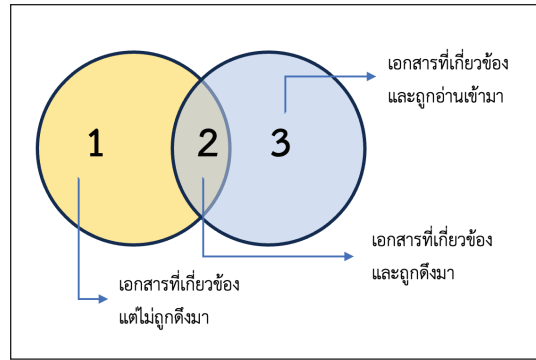 1 2 3
เอกสารที่เกี่ยวข้อง
และถูกอ่านเข้ามา
เอกสารที่เกี่ยวข้อง
และถูกดึงมา
เอกสารที่เกี่ยวข้อง
แต่ไม่ถูกดึงมา